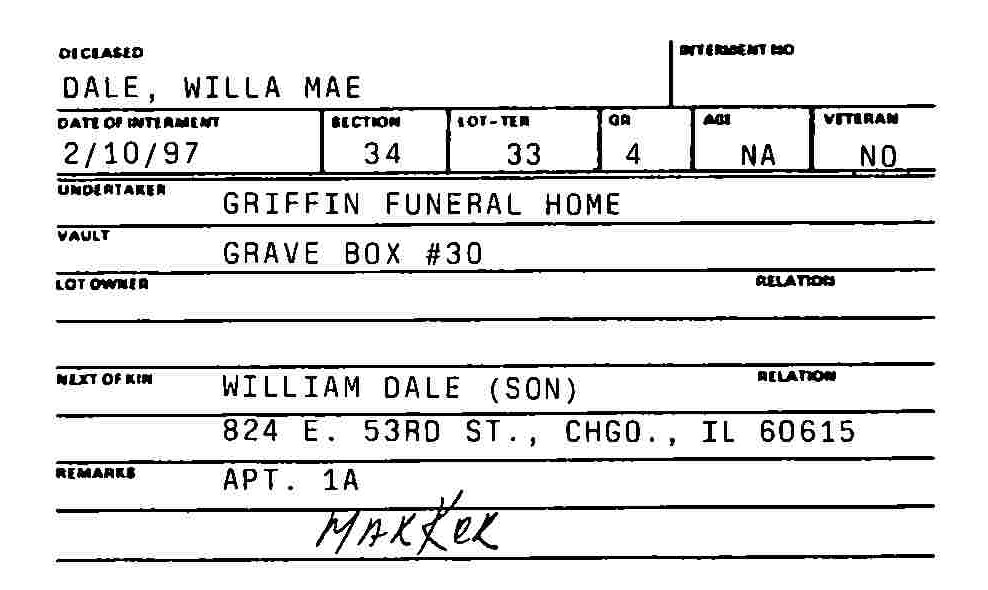 DECEASED INTERMENT NO
DALE, WILLA MAE
DATE OF INTERMENT SECTION LOT-TER GR AGE VETERAN
2/10/97 34 33 4 NA NO
UNDERTAKER GRIFFIN FUNERAL HOME
VAULT GRAVE BOX #30
LOT OWNER RELATION
NEXT OF KIN WILLIAM DALE (SON) RELATION
824 E. 53RD ST., CHGO., IL 60615
REMARKS APT. 1A
MARKER